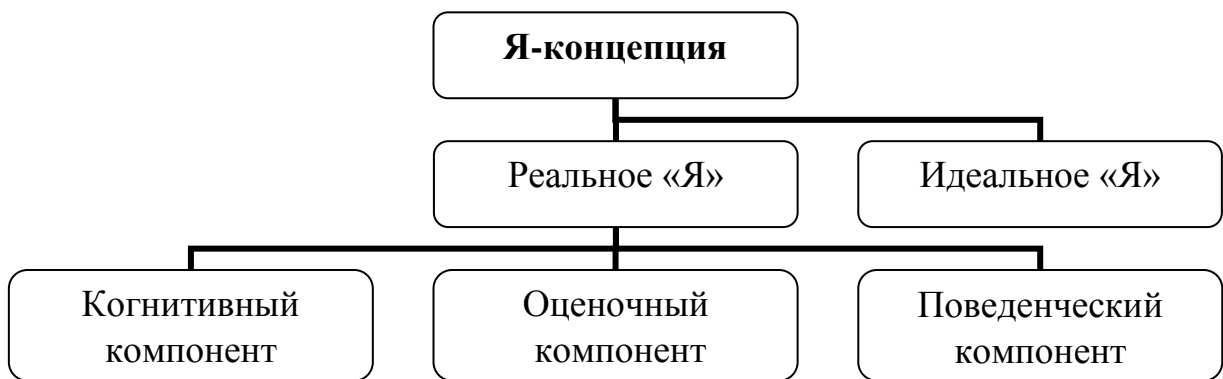 Я-концепция
Реальное «Я»
Идеальное «Я»
Когнитивный
компонент
Оценочный
компонент
Поведенческий
компонент